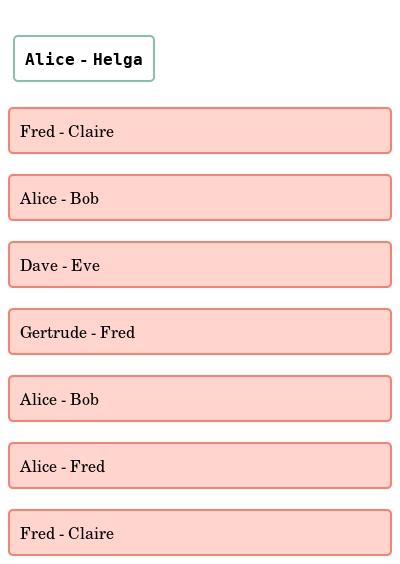 Alice - Helga
Fred - Claire
Alice - Bob
Dave - Eve
Gertrude - Fred
Alice - Bob
Alice - Fred
Fred - Claire